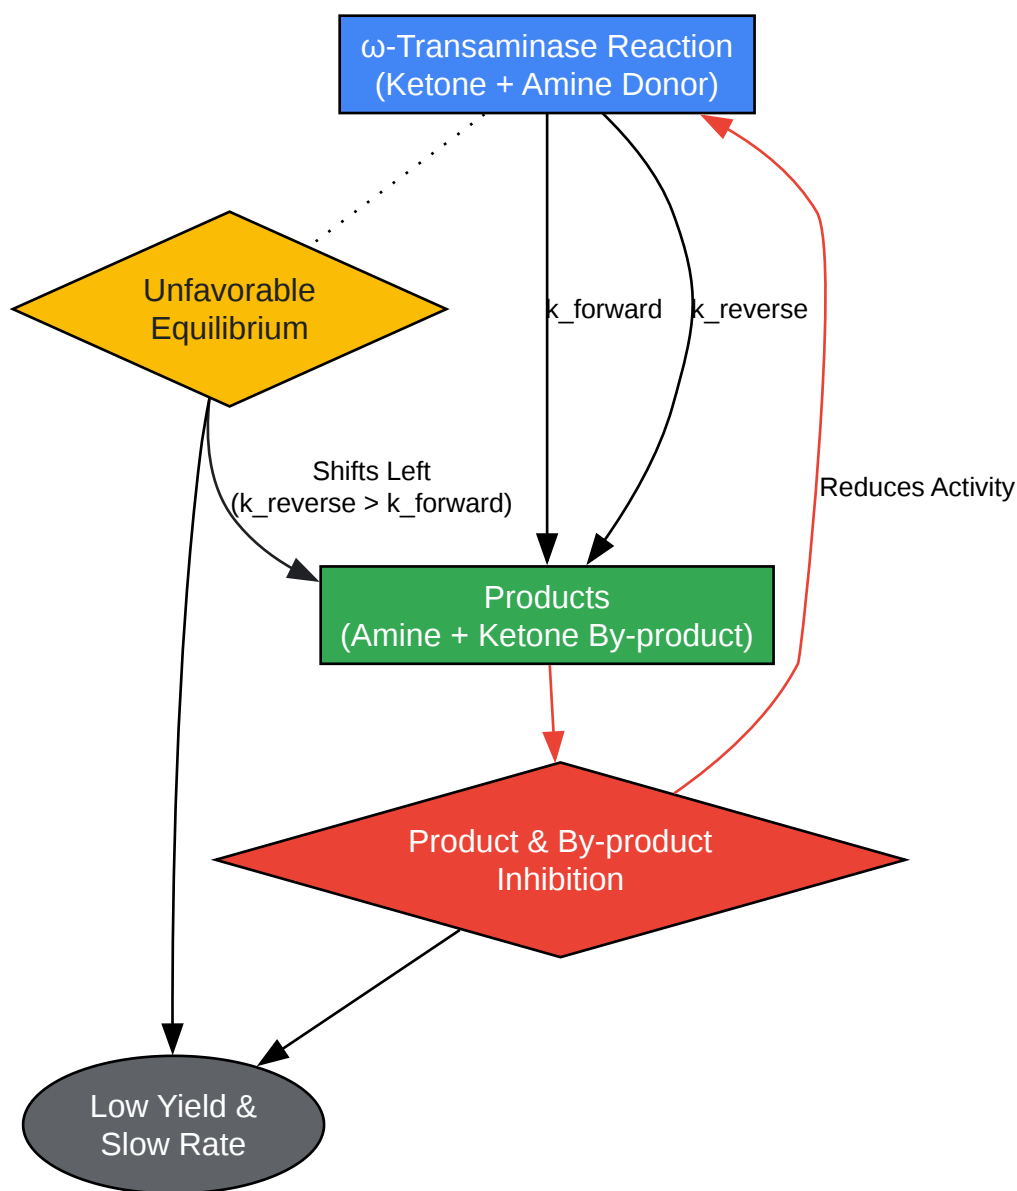 ω-Transaminase Reaction
(Ketone + Amine Donor)
Unfavorable
Equilibrium
k_forward
k_reverse
Shifts Left
(k_reverse > k_forward)
Reduces Activity
Products
(Amine + Ketone By-product)
Product & By-product
Inhibition
Low Yield &
Slow Rate